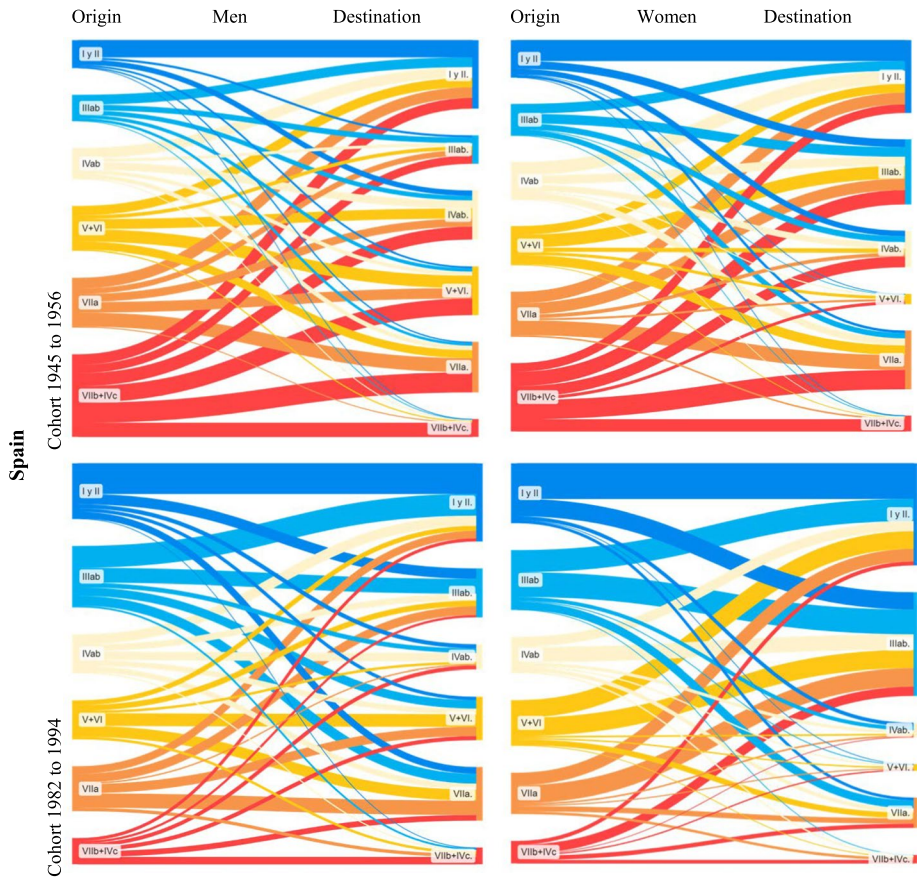 Origin Men Destination Origin Women Destination
Spain
Cohort 1945 to 1956
I y II I y II.
IIIab IIIab.
IVab IVab.
V+VI V+VI.
VIIa VIIa.
VIIb+IVc VIIb+IVc.
I y II I y II.
IIIab IIIab.
IVab IVab.
V+VI V+VI.
VIIa VIIa.
VIIb+IVc VIIb+IVc.
Cohort 1982 to 1994
I y II I y II.
IIIab IIIab.
IVab IVab.
V+VI V+VI.
VIIa VIIa.
VIIb+IVc VIIb+IVc.
I y II I y II.
IIIab IIIab.
IVab IVab.
V+VI V+VI.
VIIa VIIa.
VIIb+IVc VIIb+IVc.